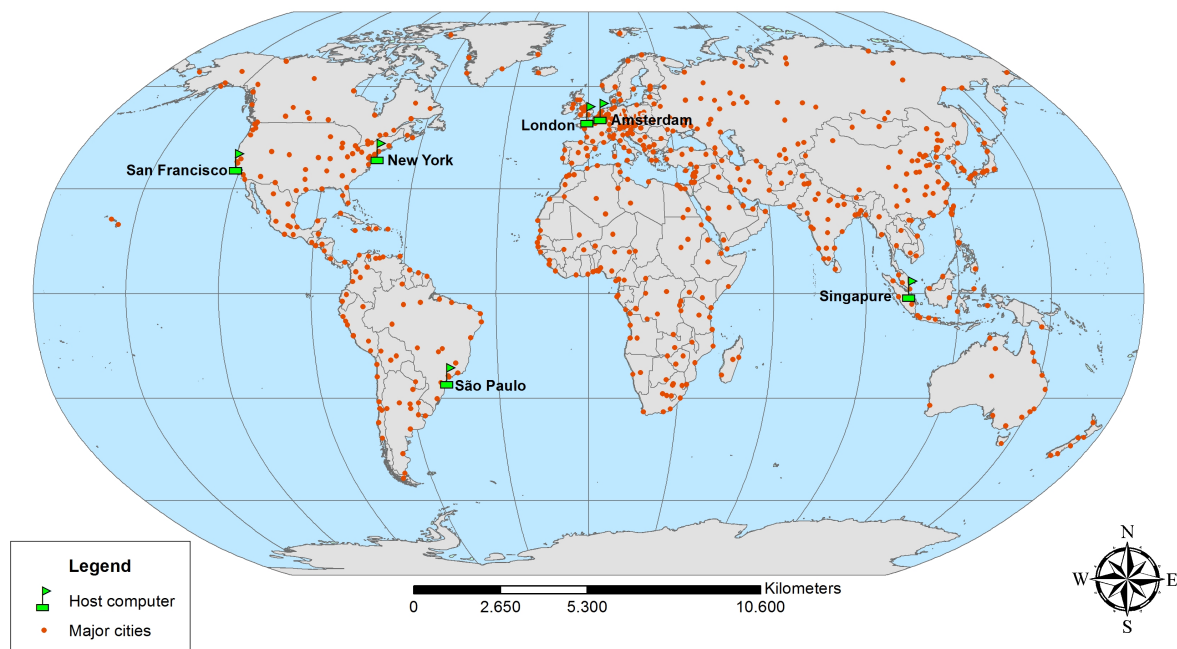 London
Amsterdam
New York
San Francisco
Singapure
São Paulo
Legend
Host computer
Major cities
Kilometers
0 2.650 5.300 10.600
N
W E
S